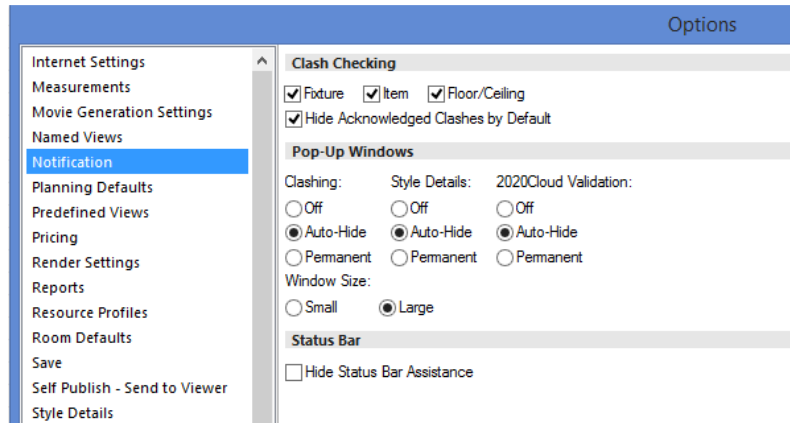 Options
Internet Settings
Measurements
Movie Generation Settings
Named Views
Notification
Planning Defaults
Predefined Views
Pricing
Render Settings
Reports
Resource Profiles
Room Defaults
Save
Self Publish - Send to Viewer
Style Details
Clash Checking
Fixture Item Floor/Ceiling
Hide Acknowledged Clashes by Default
Pop-Up Windows
Clashing: Style Details: 2020Cloud Validation:
Off Off Off
Auto-Hide Auto-Hide Auto-Hide
Permanent Permanent Permanent
Window Size:
Small Large
Status Bar
Hide Status Bar Assistance